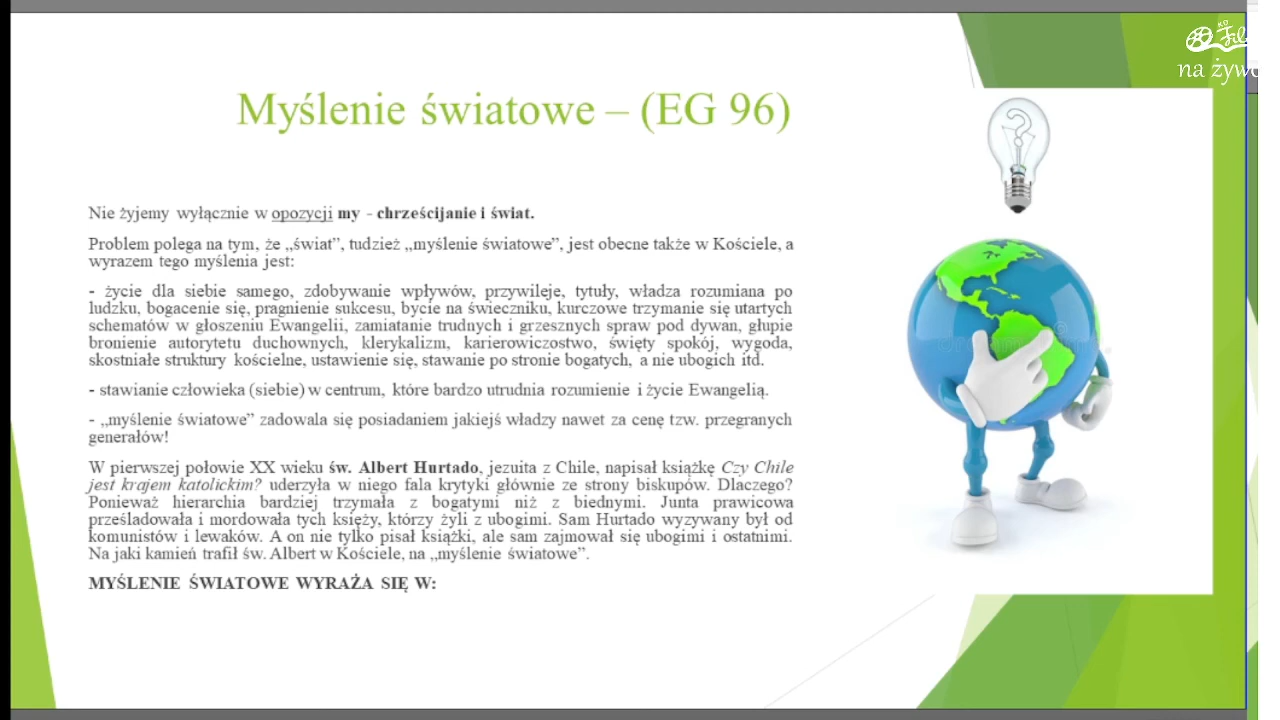 Myślenie światowe – (EG 96)
Nie żyjemy wyłącznie w opozycji my - chrześcijanie i świat.
Problem polega na tym, że „świat”, tudzież „myślenie światowe”, jest obecne także w Kościele, a
wyrazem tego myślenia jest:
- życie dla siebie samego, zdobywanie wpływów, przywileje, tytuły, władza rozumiana po
ludzku, bogacenie się, pragnienie sukcesu, bycie na świeczniku, kurczowe trzymanie się utartych
schematów w głoszeniu Ewangelii, zamiatanie trudnych i grzesznych spraw pod dywan, głupie
bronienie autorytetu duchownych, klerykalizm, karierowiczostwo, święty spokój, wygoda,
skostniałe struktury kościelne, ustawienie się, stawanie po stronie bogatych, a nie ubogich itd.
- stawianie człowieka (siebie) w centrum, które bardzo utrudnia rozumienie i życie Ewangelią.
- „myślenie światowe” zadowala się posiadaniem jakiejś władzy nawet za cenę tzw. przegranych
generałów!
W pierwszej połowie XX wieku św. Albert Hurtado, jezuita z Chile, napisał książkę Czy Chile
jest krajem katolickim? uderzyła w niego fala krytyki głównie ze strony biskupów. Dlaczego?
Ponieważ hierarchia bardziej trzymała z bogatymi niż z biednymi. Junta prawicowa
prześladowała i mordowała tych księży, którzy żyli z ubogimi. Sam Hurtado wyzywany był od
komunistów i lewaków. A on nie tylko pisał książki, ale sam zajmował się ubogimi i ostatnimi.
Na jaki kamień trafił św. Albert w Kościele, na „myślenie światowe”.
MYŚLENIE ŚWIATOWE WYRAŻA SIĘ W:
na żywo